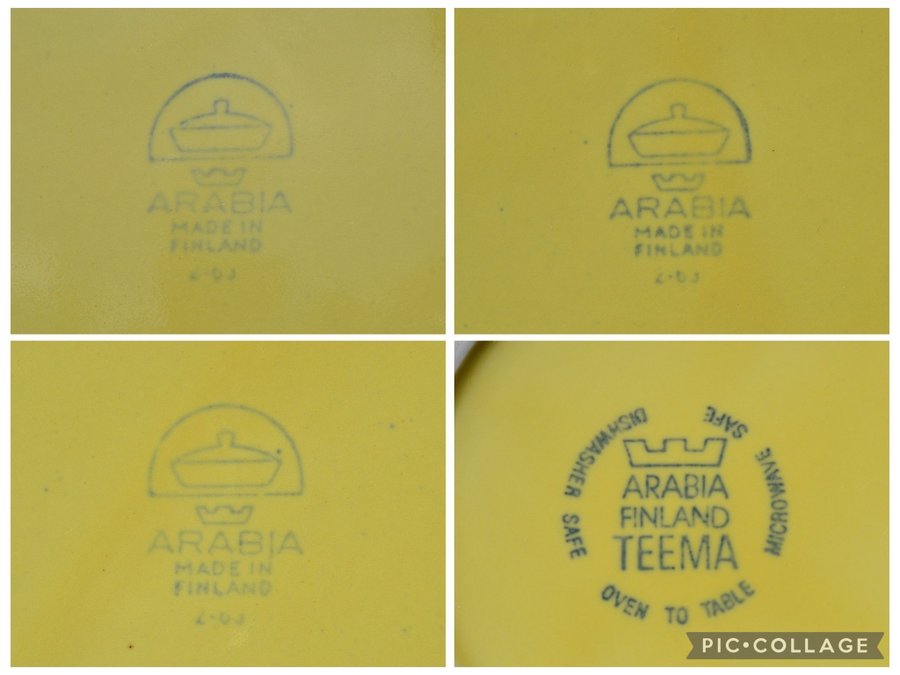 ARABIA
MADE IN
FINLAND
ARABIA
MADE IN
FINLAND
ARABIA
MADE IN
FINLAND
DISHWASHER SAFE
MICROWAVE SAFE
ARABIA
FINLAND
TEEMA
OVEN TO TABLE
PIC•COLLAGE